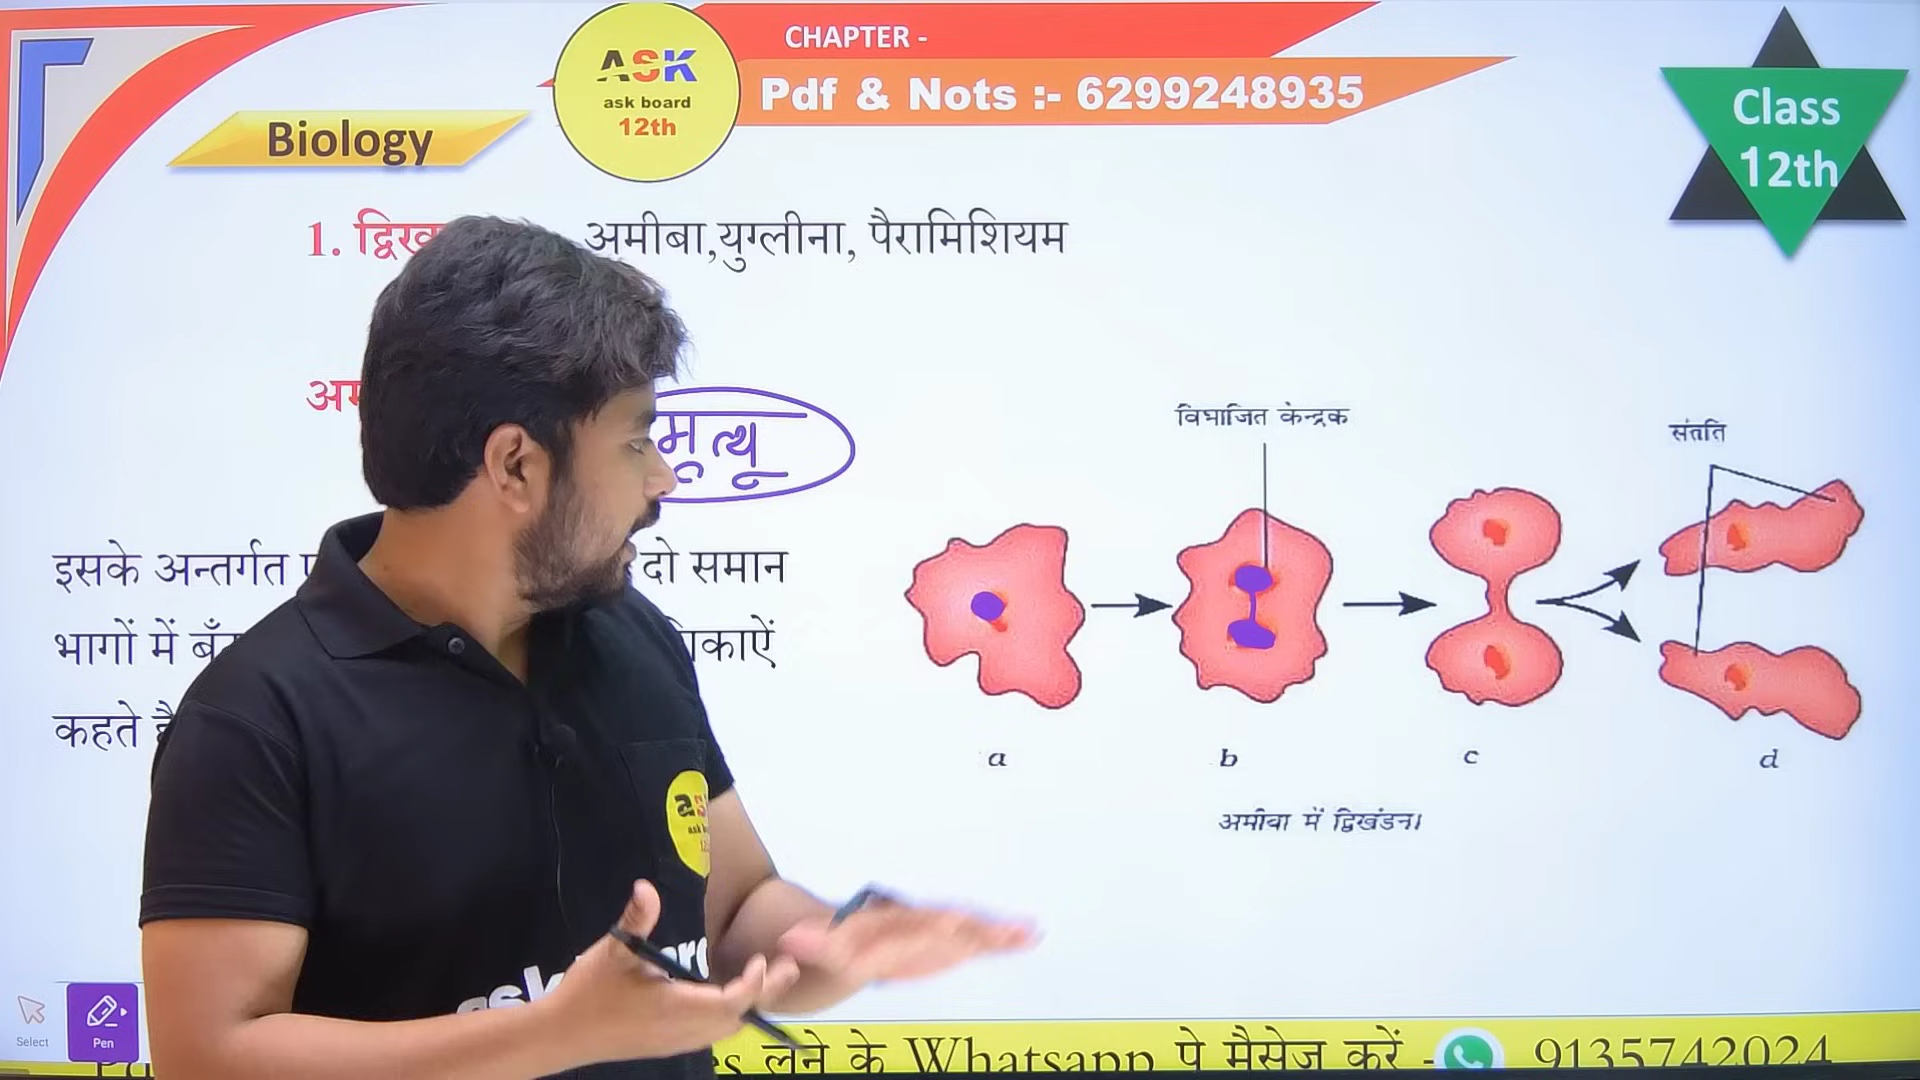 CHAPTER -
ASK
ask board
12th
Pdf & Nots :- 6299248935
Class
12th
Biology
1. अमीबा,युग्लीना, पैरामिशियम
मृत्यू
विभाजित केंन्द्रक
संतति
इसके अन्तर्गत दो समान
भागों में
कहते
a b c d
अमीबा में द्विखंडन।
Select
Pen
लेने के Whatsapp पे मैसेज करें - 9135742024